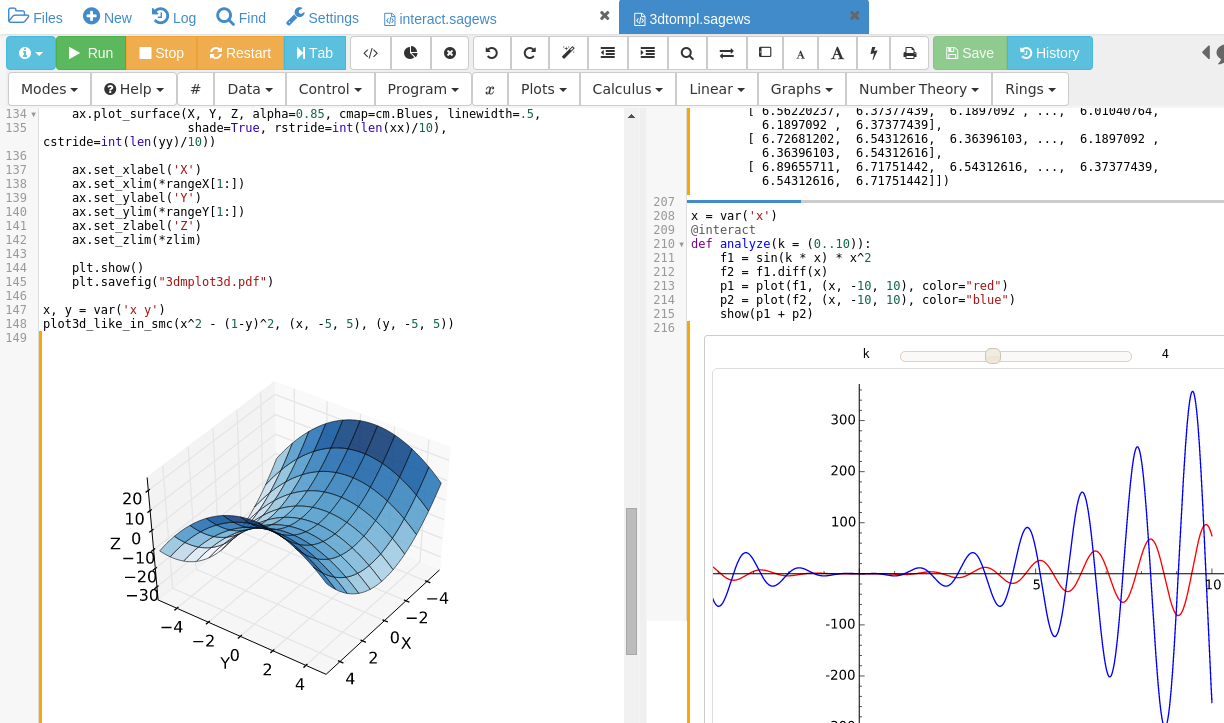 Files New Log Find Settings interact.sagews 3dtompl.sagews
Run Stop Restart Tab </> A A Save History
Modes Help # Data Control Program x Plots Calculus Linear Graphs Number Theory Rings
134 ax.plot_surface(X, Y, Z, alpha=0.85, cmap=cm.Blues, linewidth=.5,
135 shade=True, rstride=int(len(xx)/10),
cstride=int(len(yy)/10))
136
137 ax.set_xlabel('X')
138 ax.set_xlim(*rangeX[1:])
139 ax.set_ylabel('Y')
140 ax.set_ylim(*rangeY[1:])
141 ax.set_zlabel('Z')
142 ax.set_zlim(*zlim)
143
144 plt.show()
145 plt.savefig("3dmplot3d.pdf")
146
147 x, y = var('x y')
148 plot3d_like_in_smc(x^2 - (1-y)^2, (x, -5, 5), (y, -5, 5))
149
20
10
Z 0
−10
−20
−30
−4
−2
0
2
4
Y
−4
−2
0
2
4
X
[ 6.56220237, 6.37377439, 6.1897092 , ..., 6.01040764,
6.1897092 , 6.37377439],
[ 6.72681202, 6.54312616, 6.36396103, ..., 6.1897092 ,
6.36396103, 6.54312616],
[ 6.89655711, 6.71751442, 6.54312616, ..., 6.37377439,
6.54312616, 6.71751442]])
207
208 x = var('x')
209 @interact
210 def analyze(k = (0..10)):
211 f1 = sin(k * x) * x^2
212 f2 = f1.diff(x)
213 p1 = plot(f1, (x, -10, 10), color="red")
214 p2 = plot(f2, (x, -10, 10), color="blue")
215 show(p1 + p2)
216
k 4
300
200
100
5 10
-100
-200
-300